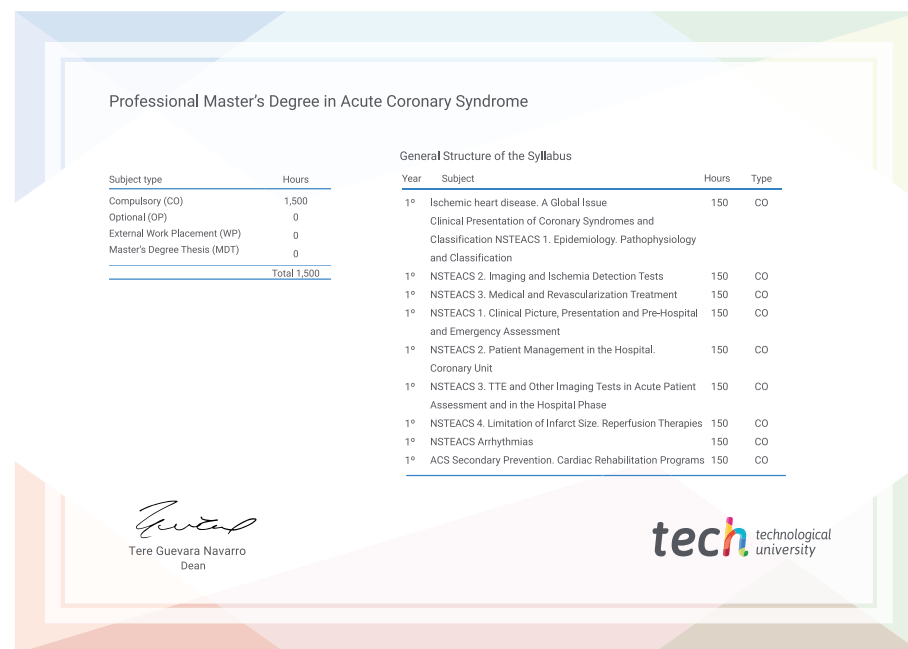 Professional Master's Degree in Acute Coronary Syndrome
Subject type Hours
Compulsory (CO) 1,500
Optional (OP) 0
External Work Placement (WP) 0
Master's Degree Thesis (MDT) 0
Total 1,500
General Structure of the Syllabus
Year Subject Hours Type
1º Ischemic heart disease. A Global Issue 150 CO
Clinical Presentation of Coronary Syndromes and
Classification NSTEACS 1. Epidemiology. Pathophysiology
and Classification
1º NSTEACS 2. Imaging and Ischemia Detection Tests 150 CO
1º NSTEACS 3. Medical and Revascularization Treatment 150 CO
1º NSTEACS 1. Clinical Picture, Presentation and Pre-Hospital 150 CO
and Emergency Assessment
1º NSTEACS 2. Patient Management in the Hospital. 150 CO
Coronary Unit
1º NSTEACS 3. TTE and Other Imaging Tests in Acute Patient 150 CO
Assessment and in the Hospital Phase
1º NSTEACS 4. Limitation of Infarct Size. Reperfusion Therapies 150 CO
1º NSTEACS Arrhythmias 150 CO
1º ACS Secondary Prevention. Cardiac Rehabilitation Programs 150 CO
Tere Guevara Navarro
Dean
tech technological
university